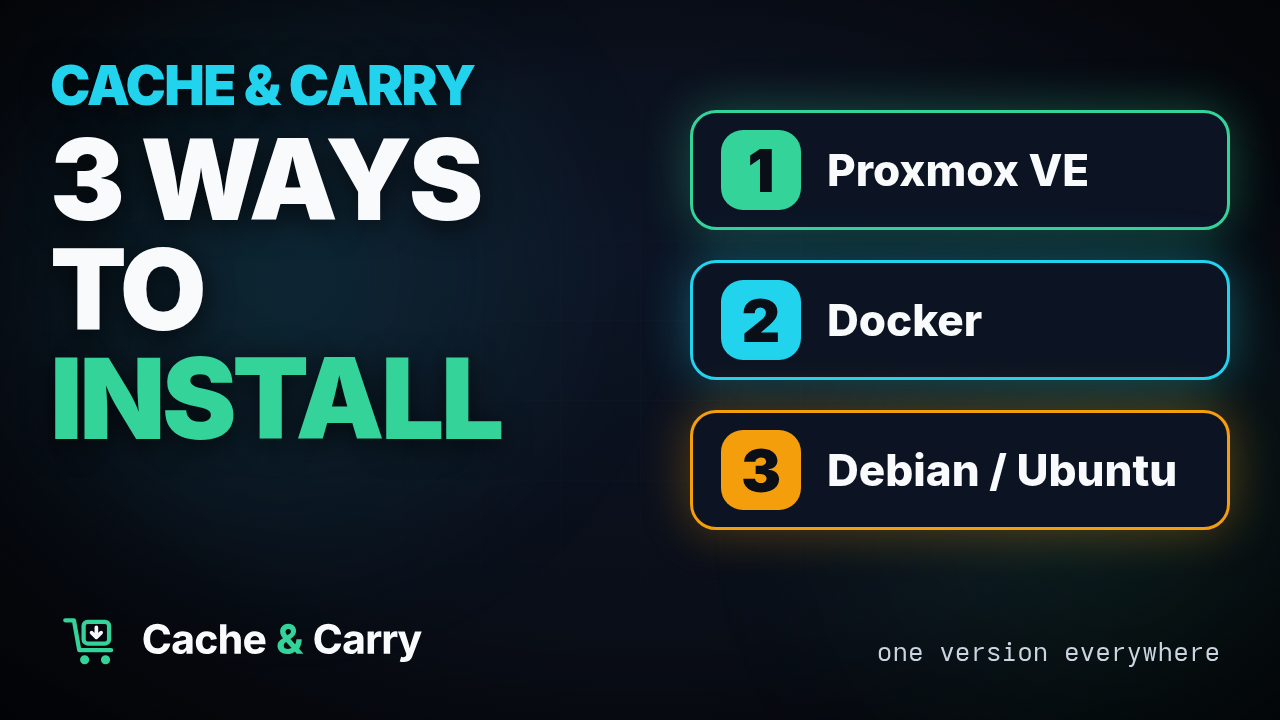 CACHE & CARRY
3 WAYS
TO
INSTALL
1 Proxmox VE
2 Docker
3 Debian / Ubuntu
Cache & Carry
one version everywhere